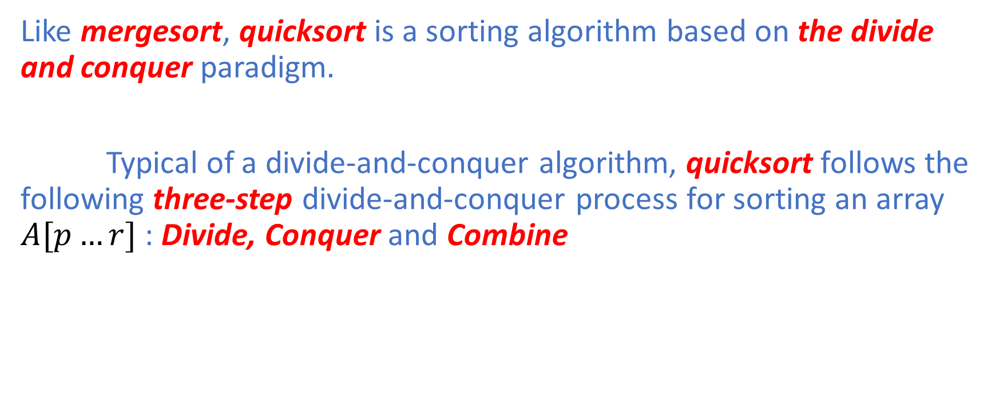 Like mergesort, quicksort is a sorting algorithm based on the divide
and conquer paradigm.
Typical of a divide-and-conquer algorithm, quicksort follows the
following three-step divide-and-conquer process for sorting an array
A[p … r] : Divide, Conquer and Combine